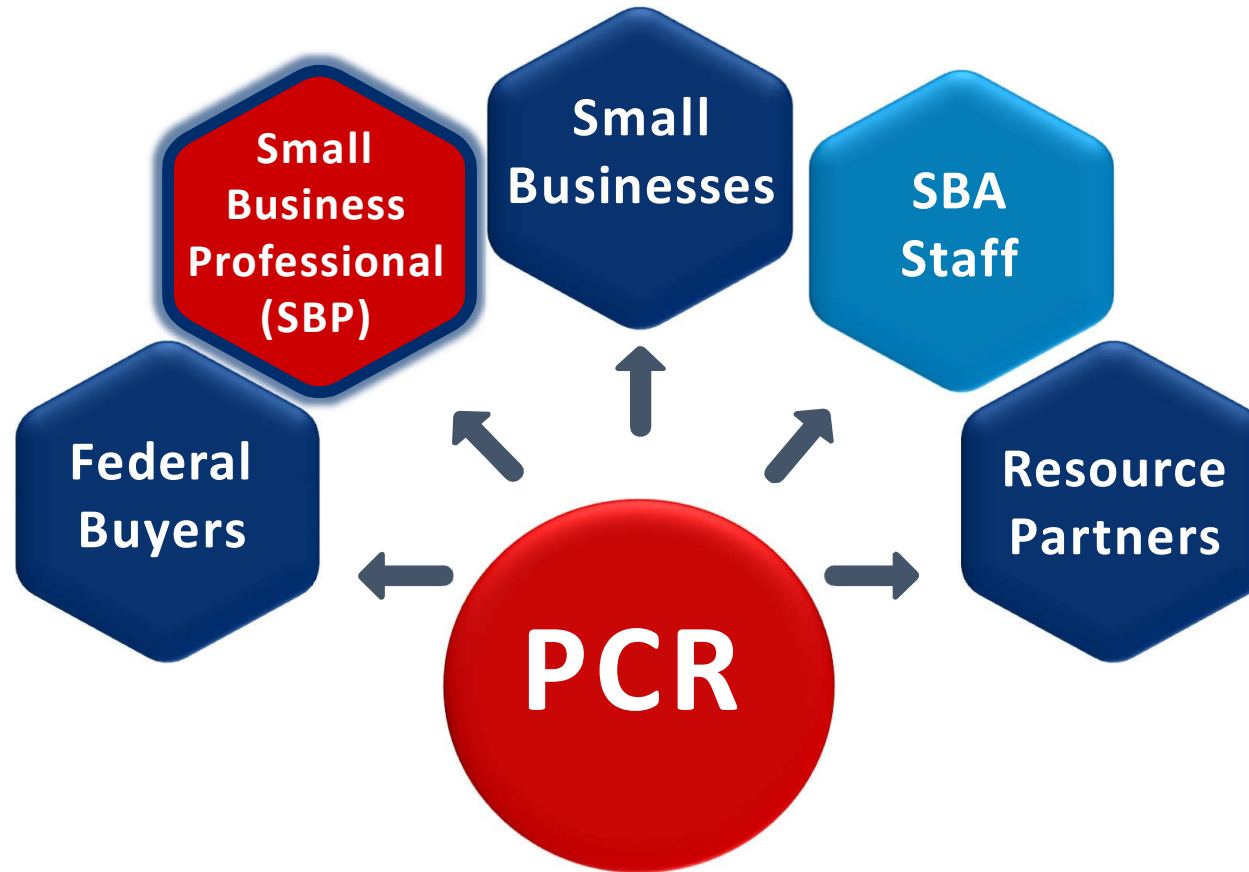 Small
Business
Professional
(SBP)
Small
Businesses
SBA
Staff
Federal
Buyers
Resource
Partners
PCR